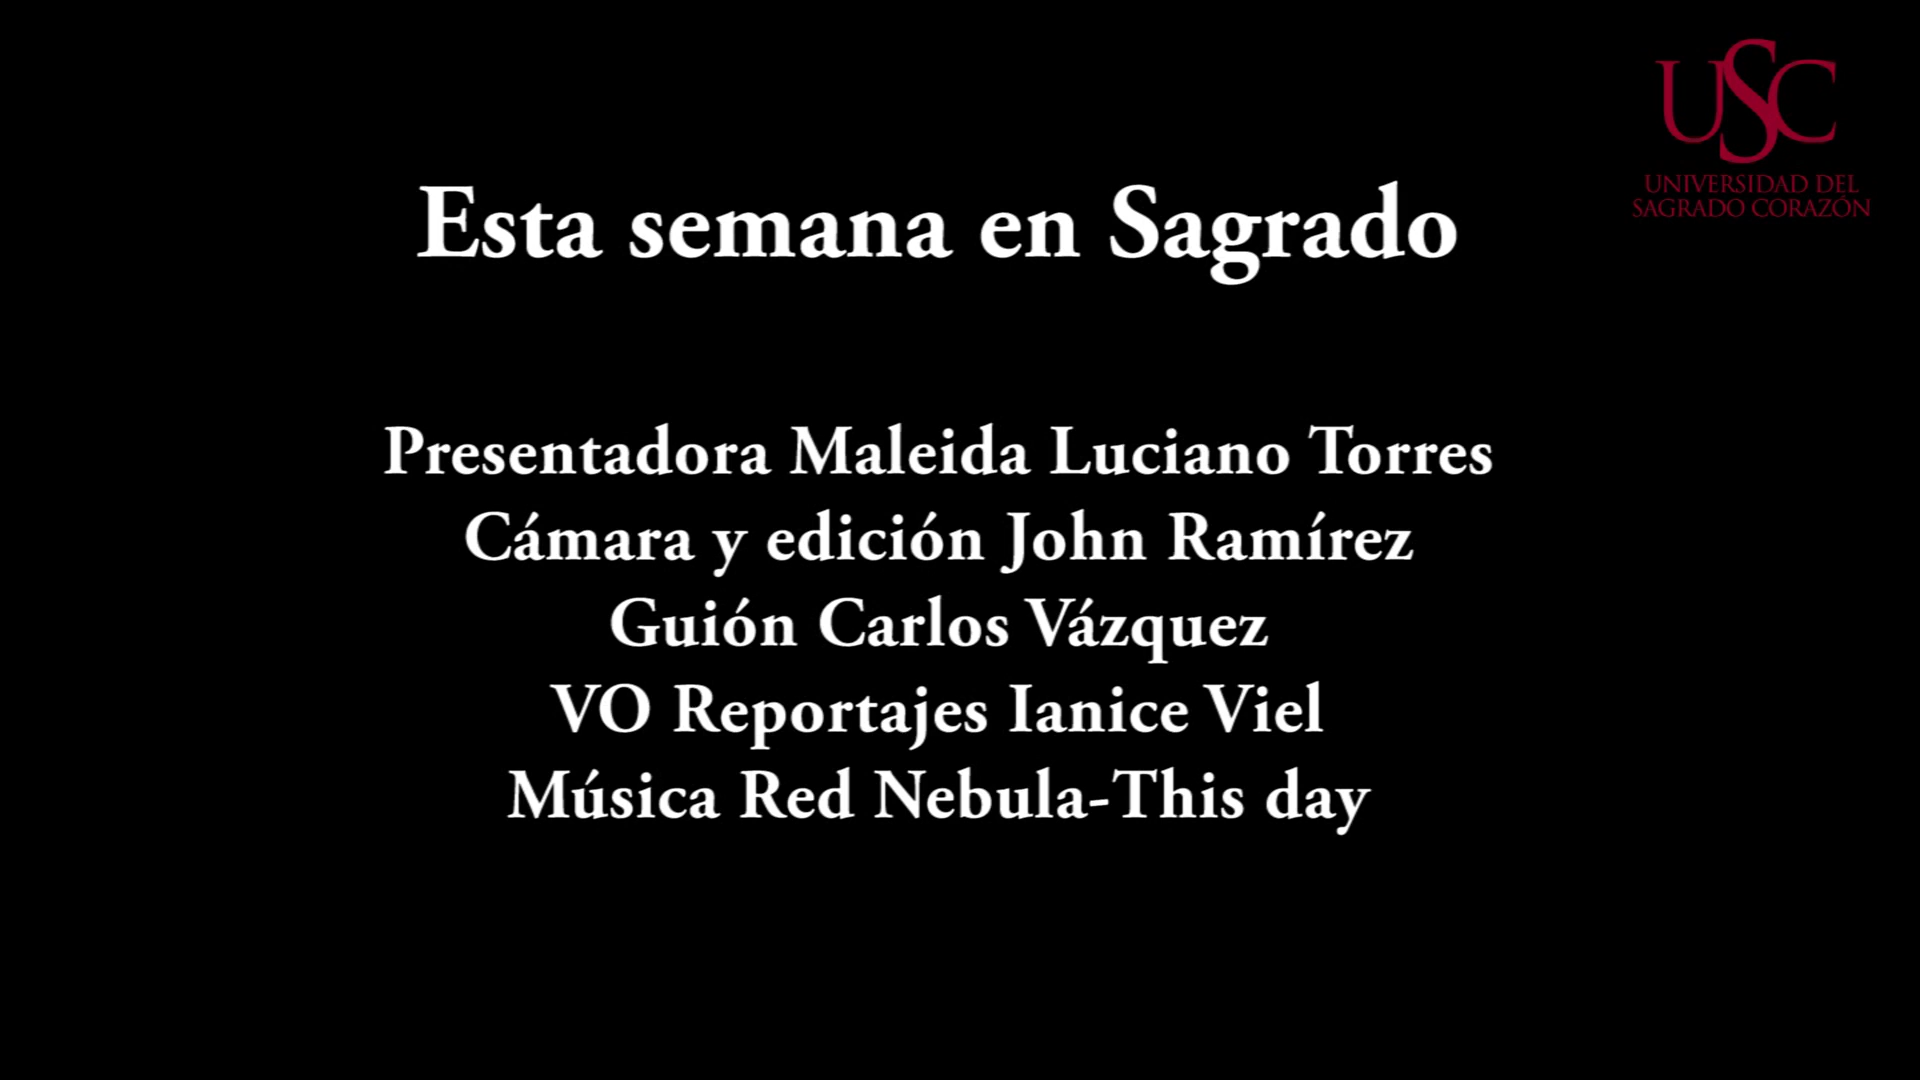 USC
UNIVERSIDAD DEL
SAGRADO CORAZÓN
Esta semana en Sagrado
Presentadora Maleida Luciano Torres
Cámara y edición John Ramírez
Guión Carlos Vázquez
VO Reportajes Ianice Viel
Música Red Nebula-This day